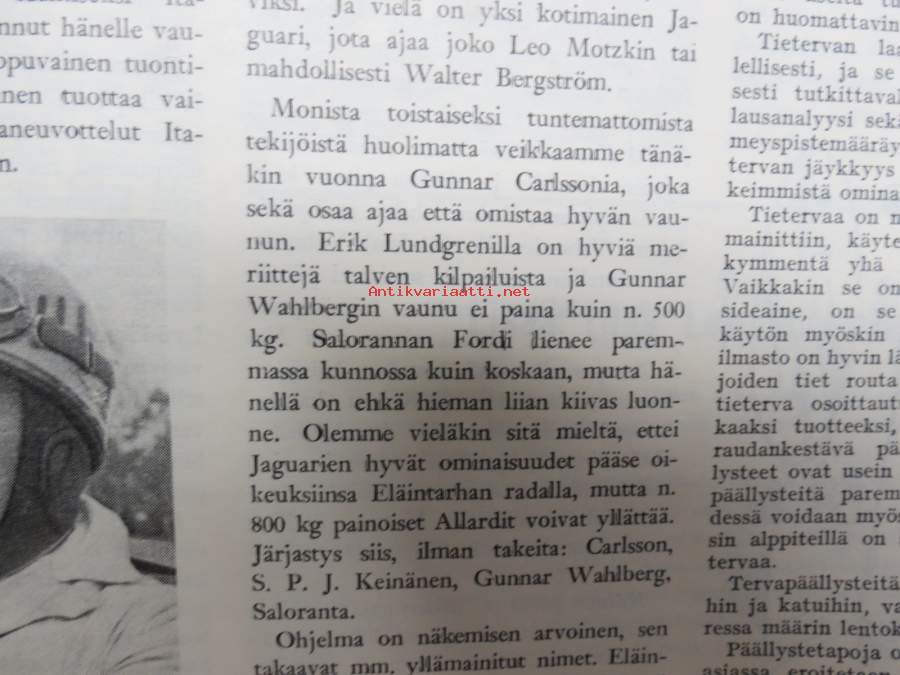 nnut hänelle vau-
ppuvainen tuonti-
nen tuottaa vai-
aneuvottelut Ita-
n.
viksi. Ja vielä on yksi kotimainen Ja-
guari, jota ajaa joko Leo Motzkin tai
mahdollisesti Walter Bergström.
Monista toistaiseksi tuntemattomista
tekijöistä huolimatta veikkaamme tänä-
kin vuonna Gunnar Carlssonia, joka
sekä osaa ajaa että omistaa hyvän vau-
nun. Erik Lundgrenilla on hyviä me-
riittejä talven kilpailuista ja Gunnar
Antikvariaatti.net
Wahlbergin vaunu ei paina kuin n. 500
kg. Salorannan Fordi lienee parem-
massa kunnossa kuin koskaan, mutta hä-
nellä on ehkä hieman liian kiivas luon-
ne. Olemme vieläkin sitä mieltä, ettei
Jaguarien hyvät ominaisuudet pääse oi-
keuksiinsa Eläintarhan radalla, mutta n.
800 kg painoiset Allardit voivat yllättää.
Järjastys siis, ilman takeita: Carlsson,
S. P. J. Keinänen, Gunnar Wahlberg,
Saloranta.
Ohjelma on näkemisen arvoinen, sen
takaavat mm. yllämainitut nimet. Eläin-
on huomattavin
Tietervan laa
lellisesti, ja se
sesti tutkittaval
lausanalyysi sekä
meyspistemääräy
tervan jäykkyys
keimmistä omina
Tietervaa on n
mainittiin, käyte
kymmentä yhä
Vaikkakin se on
sideaine, on se
käytön myöskin
ilmasto on hyvin lä
joiden tiet routa
tieterva osoittautu
kaaksi tuotteeksi,
raudankestävä pä
lysteet ovat usein
päällysteitä parem
dessä voidaan myös
sin alppiteillä on
tervaa.
Tervapäällysteitä
hin ja katuihin, va
ressa määrin lentok
Päällystetapoja o